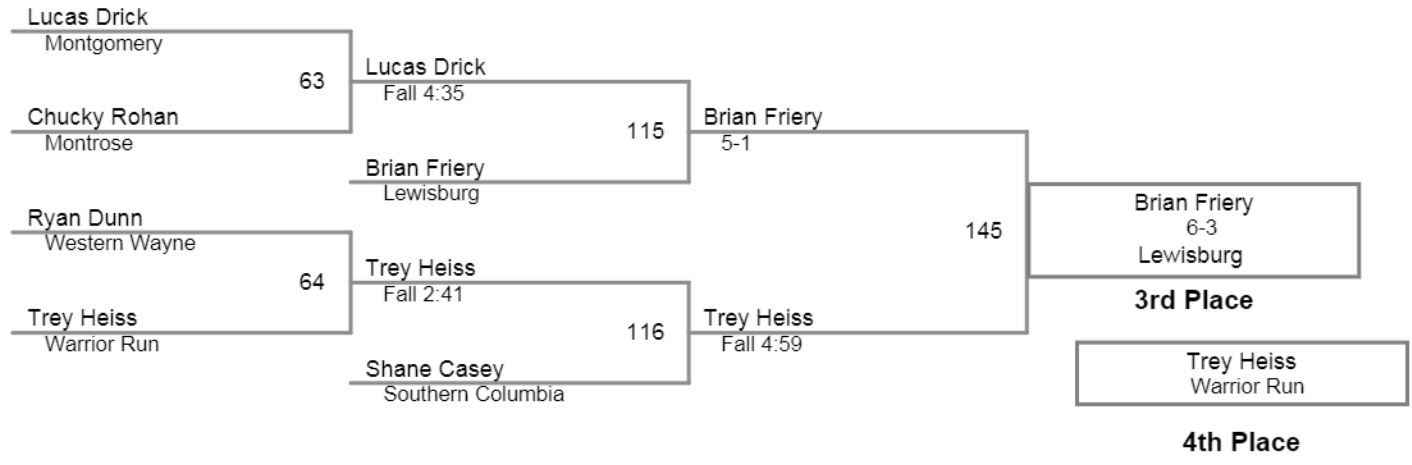 Lucas Drick
Montgomery
63
Chucky Rohan
Montrose
Ryan Dunn
Western Wayne
64
Trey Heiss
Warrior Run
Lucas Drick
Fall 4:35
115
Brian Friery
Lewisburg
Trey Heiss
Fall 2:41
116
Shane Casey
Southern Columbia
Brian Friery
5-1
145
Trey Heiss
Fall 4:59
Brian Friery
6-3
Lewisburg
3rd Place
Trey Heiss
Warrior Run
4th Place